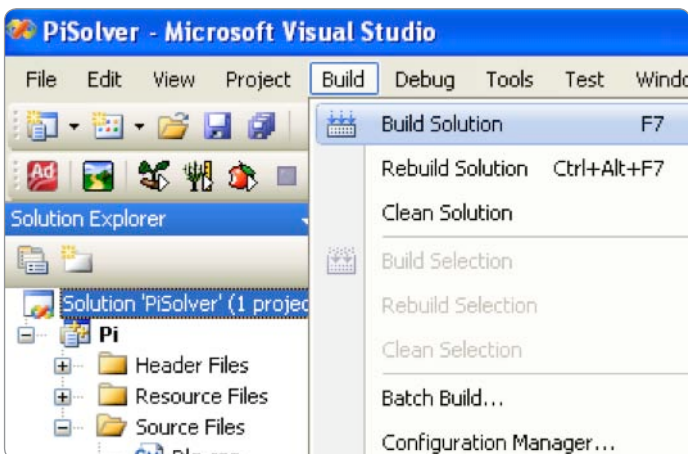 PiSolver - Microsoft Visual Studio
File Edit View Project Build Debug Tools Test
Build Solution F7
Ad
Rebuild Solution Ctrl+Alt+F7
Solution Explorer
Clean Solution
Build Selection
Solution 'PiSolver' (1
Rebuild Selection
Pi
Clean Selection
Header Files
Resource Files
Batch Build...
Source Files
Configuration Manager...